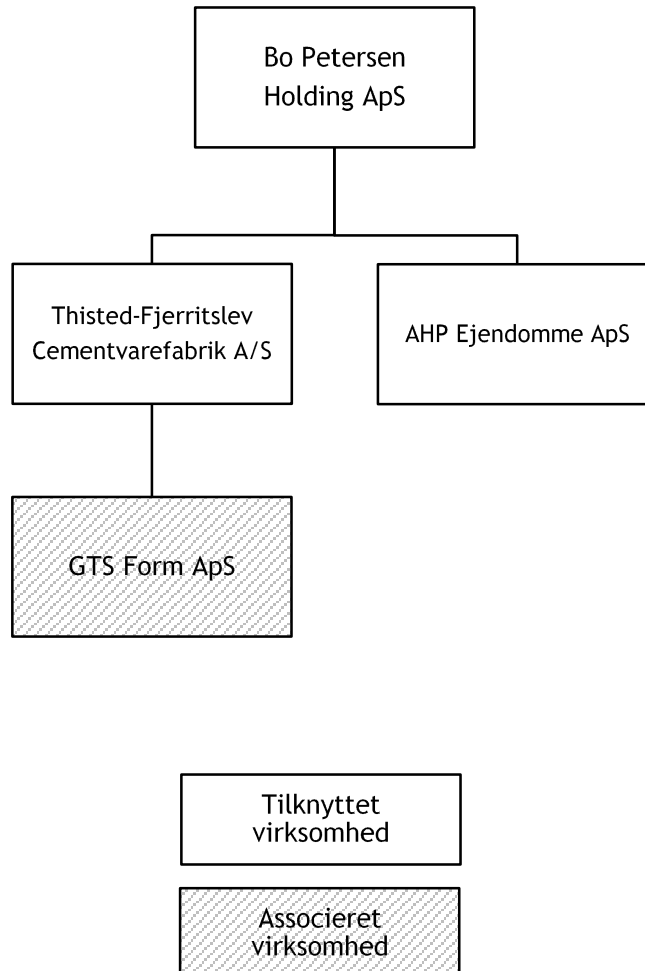 Bo Petersen
Holding ApS
Thisted-Fjerritslev
Cementvarefabrik A/S
AHP Ejendomme ApS
GTS Form ApS
Tilknyttet
virksomhed
Associeret
virksomhed